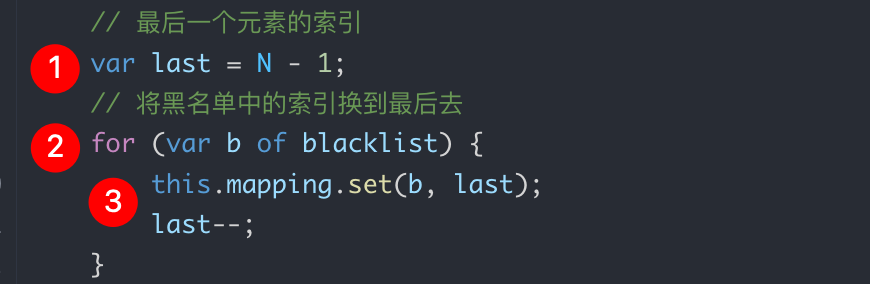 // 最后一个元素的索引
1 var last = N - 1;
// 将黑名单中的索引换到最后去
2 for (var b of blacklist) {
3 this.mapping.set(b, last);
last--;
}